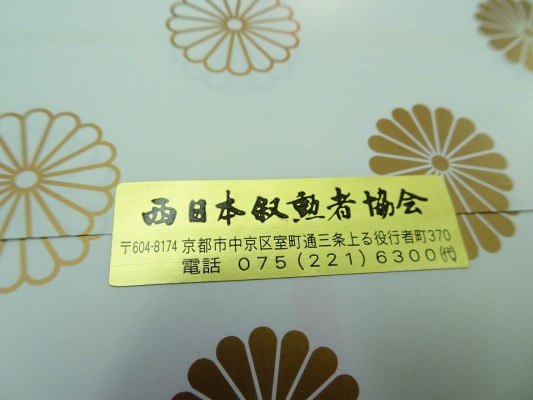 西日本叙勲者協会
〒604-8174 京都市中京区室町通三条上る役行者町370
電話 075(221)6300㈹